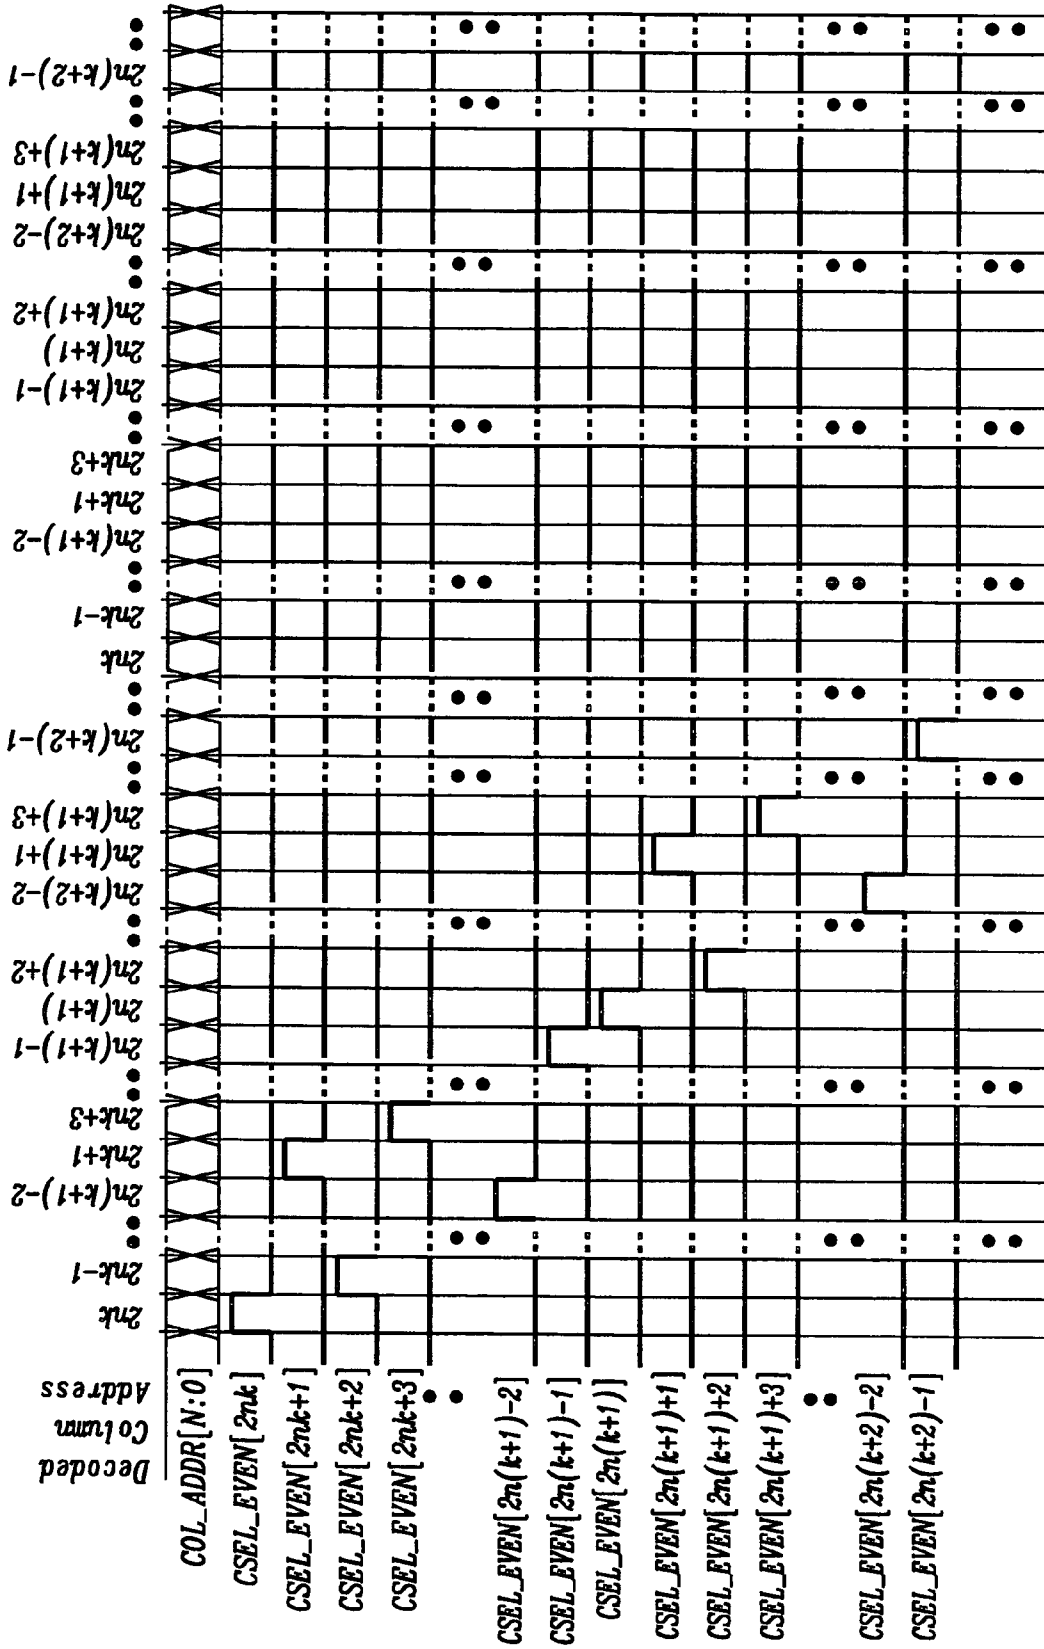 Decoded
Column
Address
2nk
2nk-1
2n(k+1)-2
2nk+1
2nk+3
2n(k+1)-1
2n(k+1)
2n(k+1)+2
2n(k+2)-2
2n(k+1)+1
2n(k+1)+3
2n(k+2)-1
2nk
2nk-1
2n(k+1)-2
2nk+1
2nk+3
2n(k+1)-1
2n(k+1)
2n(k+1)+2
2n(k+2)-2
2n(k+1)+1
2n(k+1)+3
2n(k+2)-1
COL_ADDR[N:0]
CSEL_EVEN[2nk]
CSEL_EVEN[2nk+1]
CSEL_EVEN[2nk+2]
CSEL_EVEN[2nk+3]
CSEL_EVEN[2n(k+1)-2]
CSEL_EVEN[2n(k+1)-1]
CSEL_EVEN[2n(k+1)]
CSEL_EVEN[2n(k+1)+1]
CSEL_EVEN[2n(k+1)+2]
CSEL_EVEN[2n(k+1)+3]
CSEL_EVEN[2n(k+2)-2]
CSEL_EVEN[2n(k+2)-1]